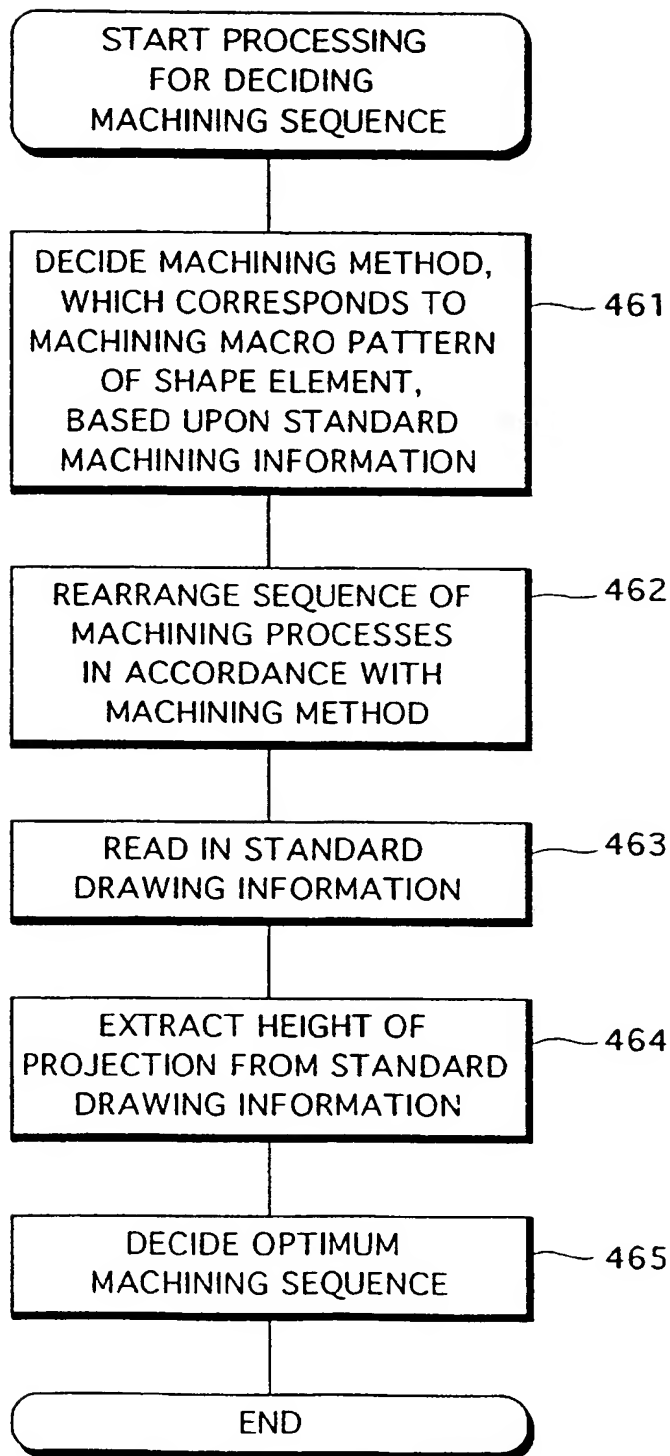 START PROCESSING
FOR DECIDING
MACHINING SEQUENCE
DECIDE MACHINING METHOD,
WHICH CORRESPONDS TO
MACHINING MACRO PATTERN
OF SHAPE ELEMENT,
BASED UPON STANDARD
MACHINING INFORMATION
461
REARRANGE SEQUENCE OF
MACHINING PROCESSES
IN ACCORDANCE WITH
MACHINING METHOD
462
READ IN STANDARD
DRAWING INFORMATION
463
EXTRACT HEIGHT OF
PROJECTION FROM STANDARD
DRAWING INFORMATION
464
DECIDE OPTIMUM
MACHINING SEQUENCE
465
END